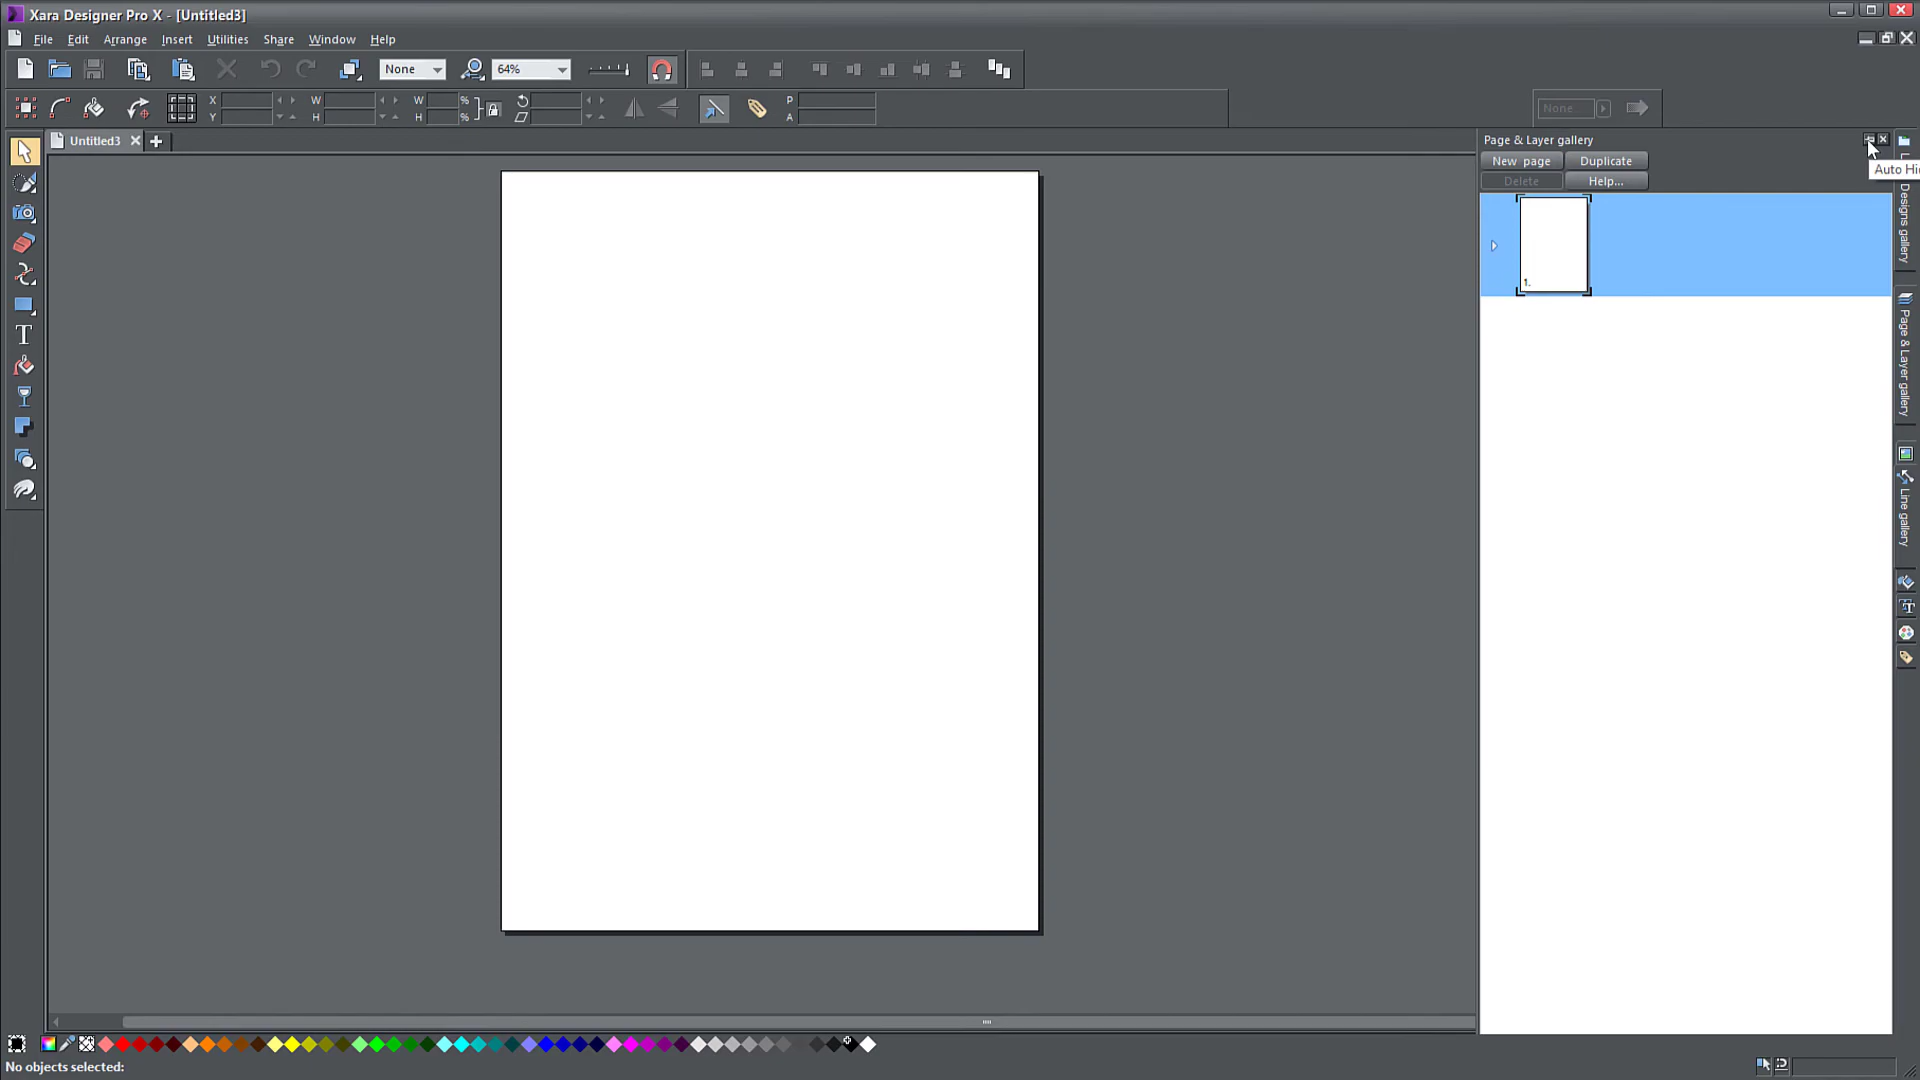 Xara Designer Pro X - [Untitled3]
File Edit Arrange Insert Utilities Share Window Help
None 64%
X Y W H W H % % P A None
Untitled3
Page & Layer gallery
New page Duplicate
Delete Help...
Auto
1.
Designs gallery
Page & Layer gallery
Line gallery
No objects selected: